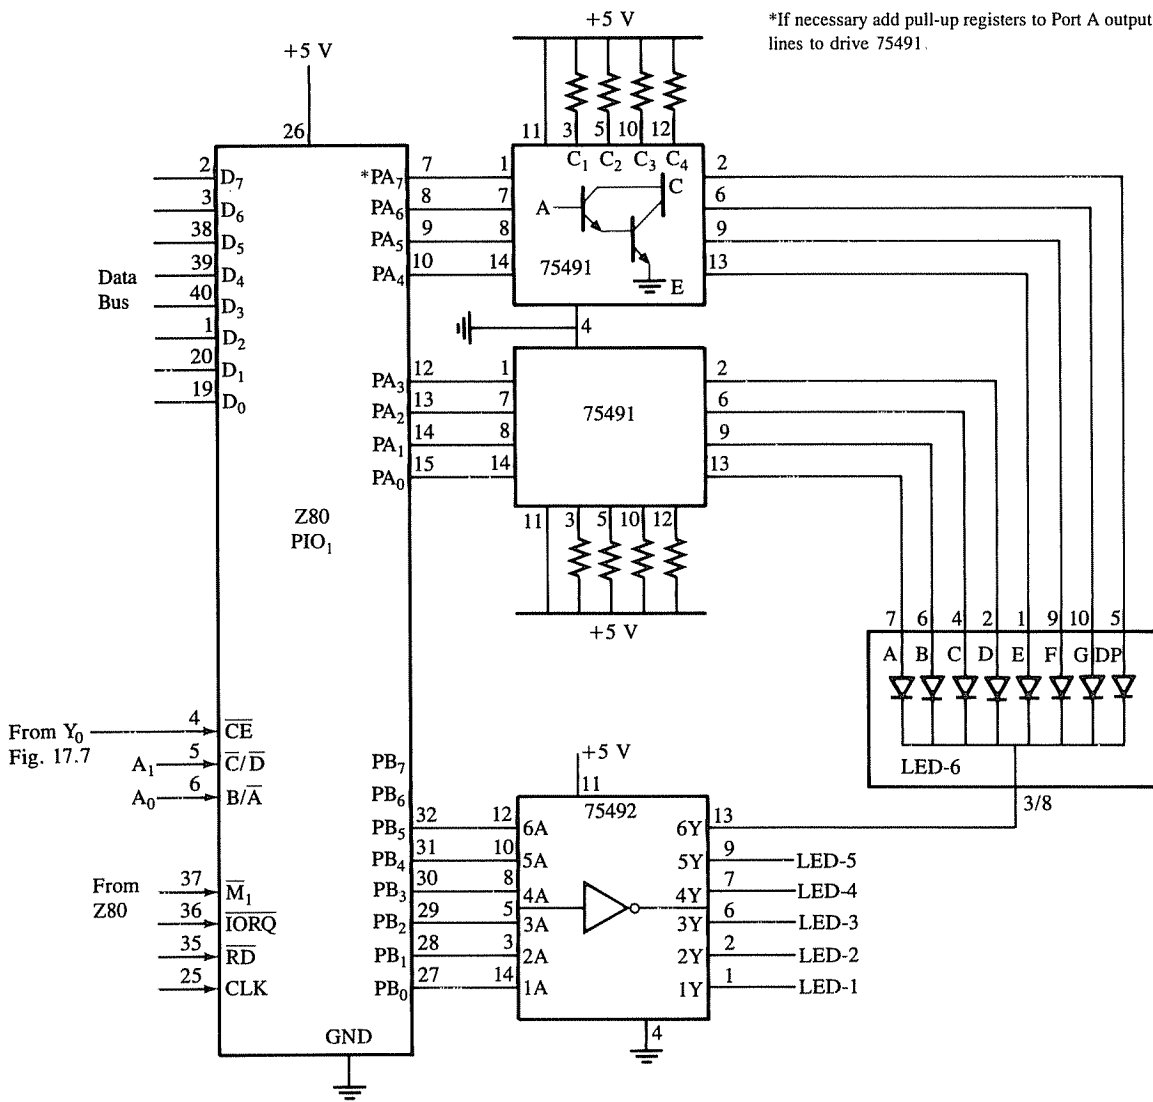 *If necessary add pull-up registers to Port A output
lines to drive 75491.
+5 V
+5 V
26
11 3 5 10 12
C₁ C₂ C₃ C₄
2 D₇
3 D₆
38 D₅
39 D₄
40 D₃
1 D₂
20 D₁
19 D₀
Data
Bus
*PA₇ 7 1
PA₆ 8 7
PA₅ 9 8
PA₄ 10 14
A
C
E
75491
2
6
9
13
4
PA₃ 12 1
PA₂ 13 7
PA₁ 14 8
PA₀ 15 14
75491
2
6
9
13
11 3 5 10 12
+5 V
Z80
PIO₁
7 6 4 2 1 9 10 5
A B C D E F G DP
LED-6
3/8
From Y₀
Fig. 17.7
4 C̅E̅
A₁ 5 C̅/D̅
A₀ 6 B/A̅
From
Z80
37 M̅₁
36 I̅O̅R̅Q̅
35 R̅D̅
25 CLK
GND
PB₇
PB₆
PB₅ 32 12 6A
PB₄ 31 10 5A
PB₃ 30 8 4A
PB₂ 29 5 3A
PB₁ 28 3 2A
PB₀ 27 14 1A
+5 V
11
75492
6Y 13
5Y 9 LED-5
4Y 7 LED-4
3Y 6 LED-3
2Y 2 LED-2
1Y 1 LED-1
4